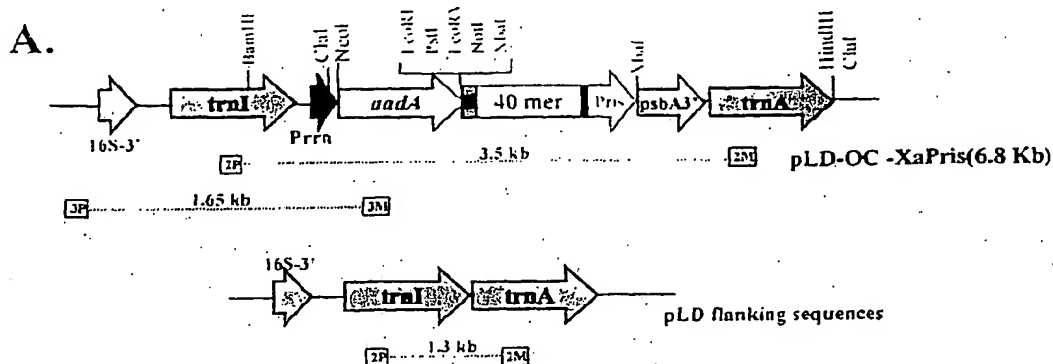 A.
BamHI
ClaI
NcoI
EcoRI
PstI
EcoRV
NotI
XbaI
XbaI
HindIII
ClaI
trnI
aadA
40 mer
Pris
psbA3'
trnA
16S-3'
Prrn
2P
3.5 kb
2M
pLD-OC -XaPris(6.8 Kb)
3P
1.65 kb
3M
16S-3'
trnI
trnA
pLD flanking sequences
2P
1.3 kb
2M